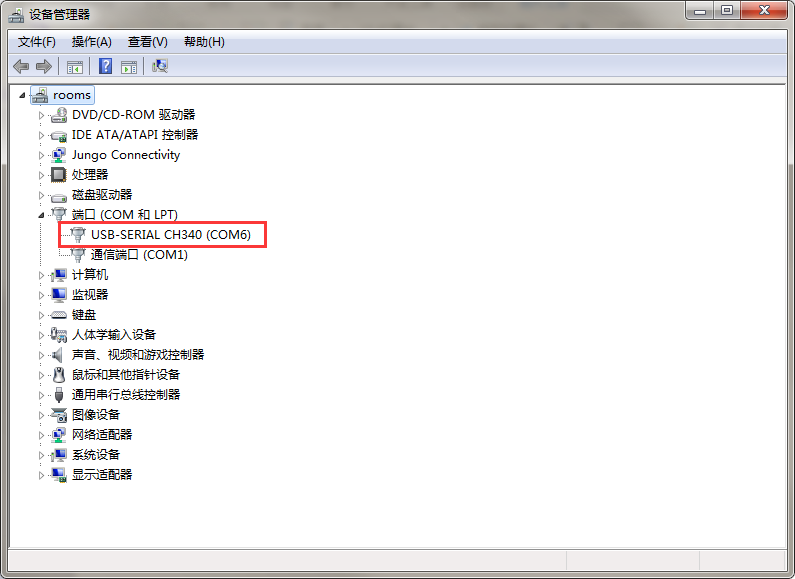 设备管理器
文件(F) 操作(A) 查看(V) 帮助(H)
rooms
DVD/CD-ROM 驱动器
IDE ATA/ATAPI 控制器
Jungo Connectivity
处理器
磁盘驱动器
端口 (COM 和 LPT)
USB-SERIAL CH340 (COM6)
通信端口 (COM1)
计算机
监视器
键盘
人体学输入设备
声音、视频和游戏控制器
鼠标和其他指针设备
通用串行总线控制器
图像设备
网络适配器
系统设备
显示适配器